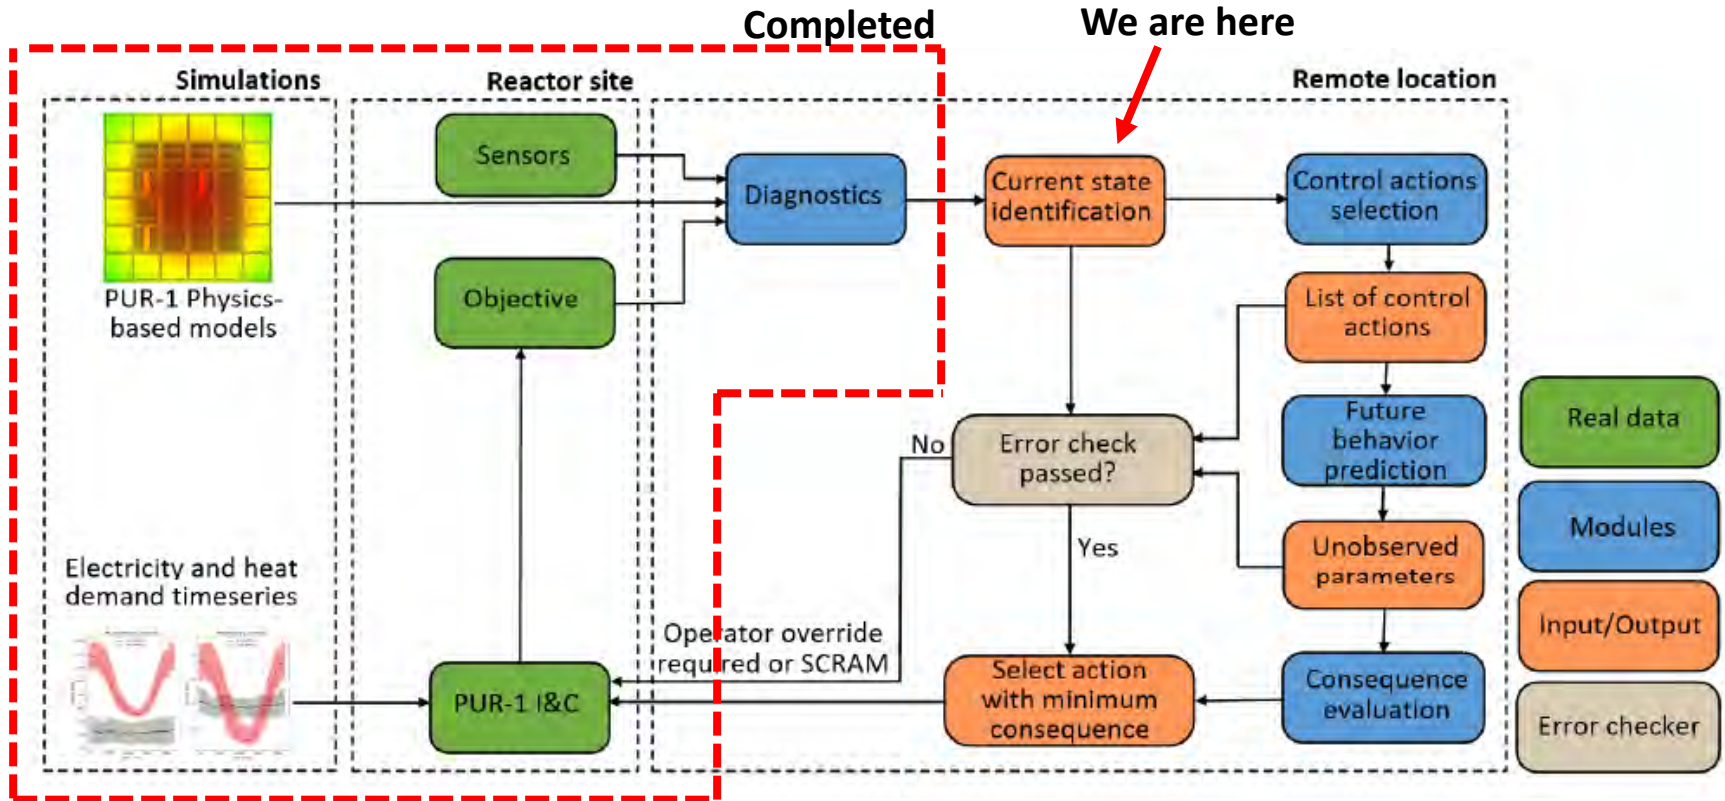 Completed
We are here
Simulations
Reactor site
Remote location
Sensors
Diagnostics
Current state
identification
Control actions
selection
PUR-1 Physics-
based models
Objective
List of control
actions
Future
behavior
prediction
Real data
No
Error check
passed?
Modules
Yes
Unobserved
parameters
Electricity and heat
demand timeseries
Input/Output
Operator override
required or SCRAM
PUR-1 I&C
Select action
with minimum
consequence
Consequence
evaluation
Error checker